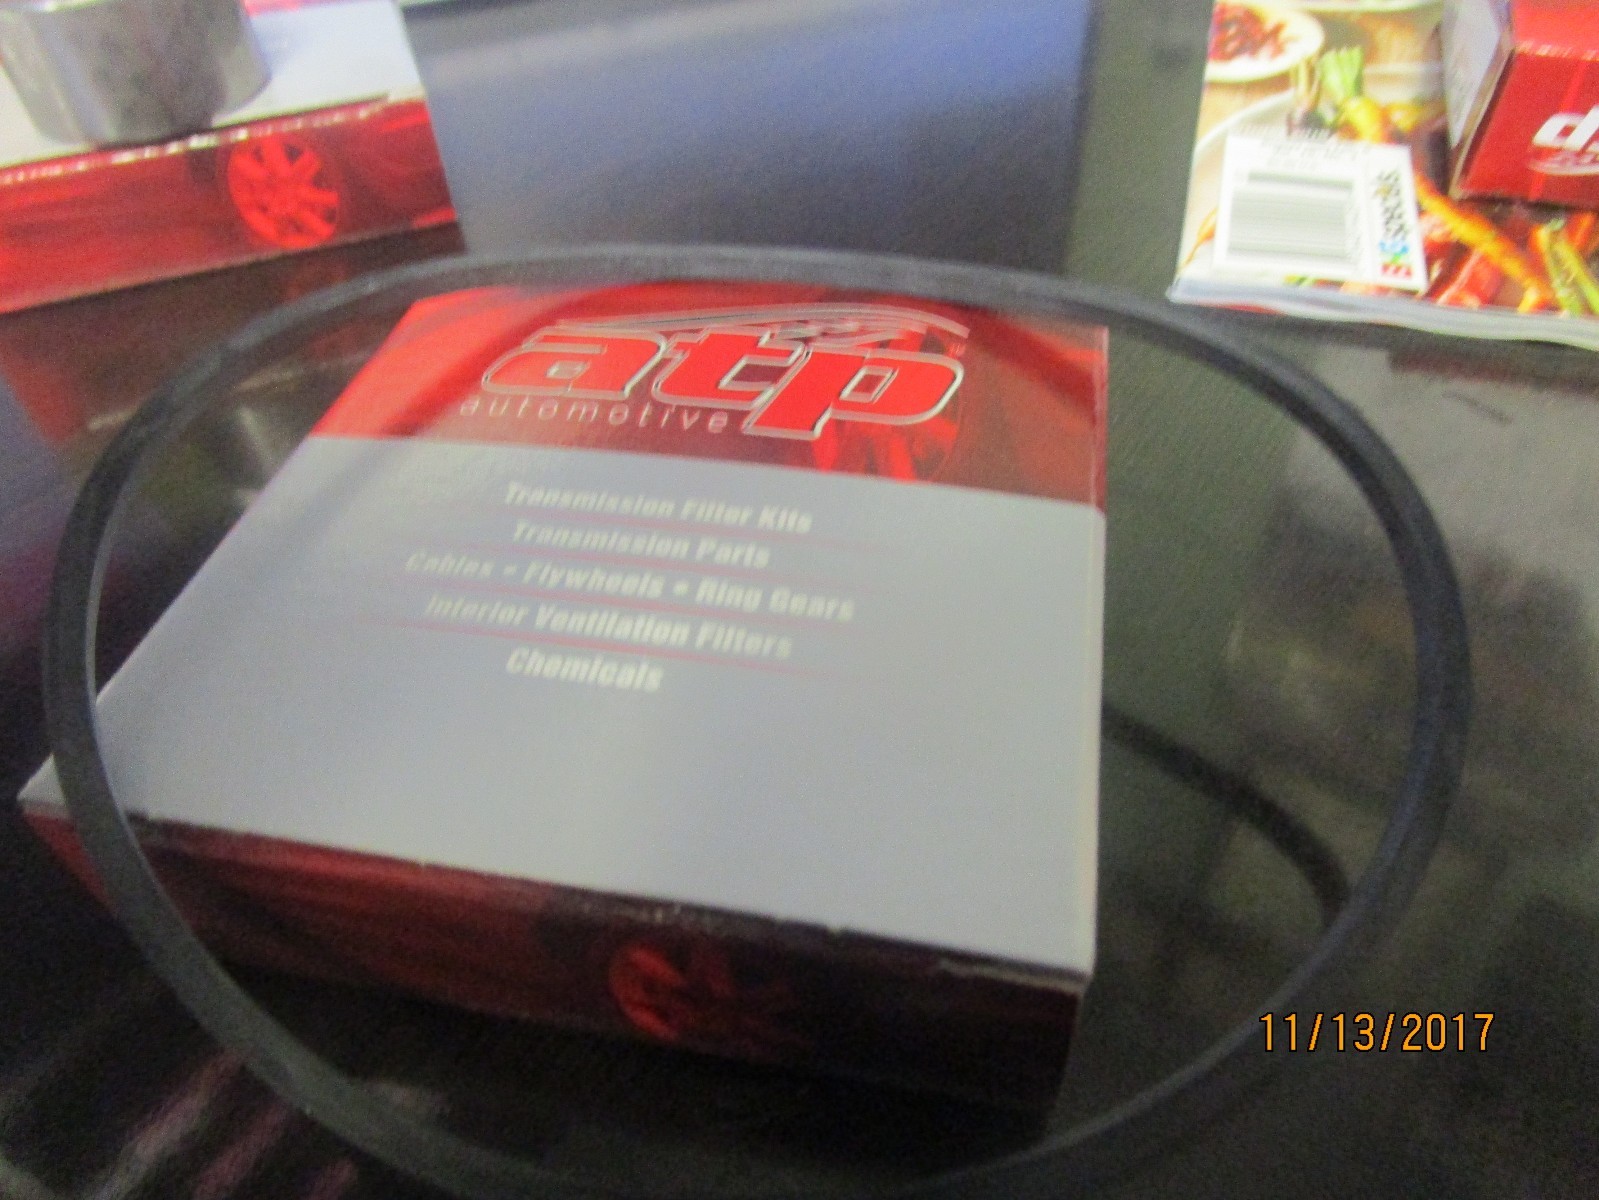 atp
automotive
Transmission Filter Kits
Transmission Parts
Cables • Flywheels • Ring Gears
Interior Ventilation Filters
Chemicals
11/13/2017